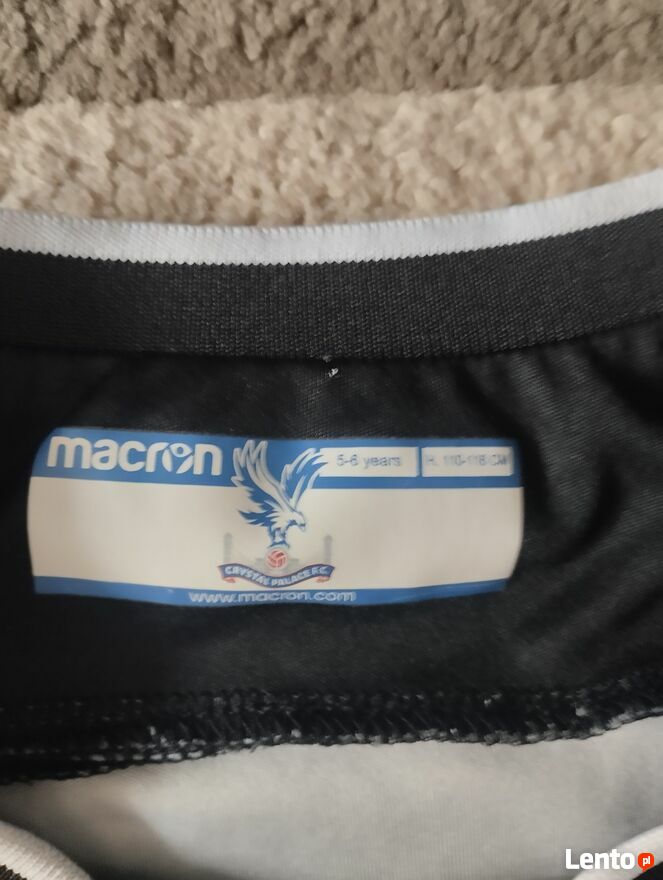 macron
5-6 years
H. 110-116 CM
CRYSTAL PALACE F.C.
www.macron.com
Lento pl